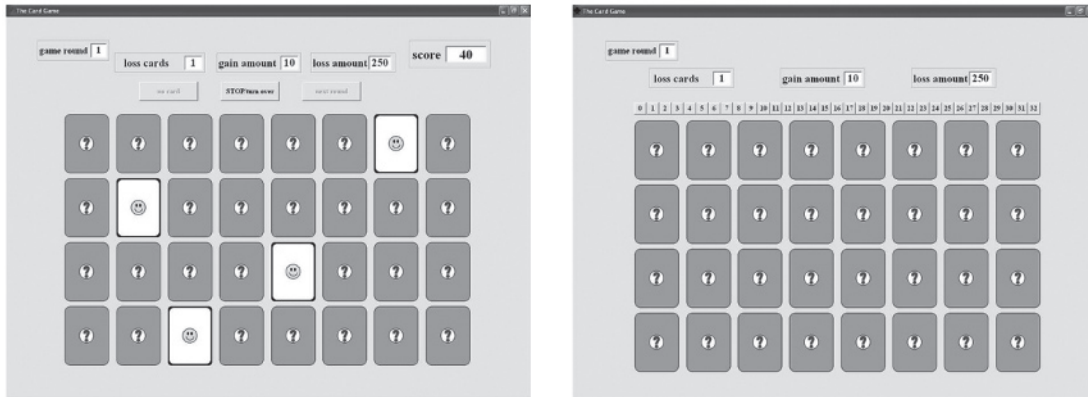 The Card Game
game round 1
loss cards 1 gain amount 10 loss amount 250 score 40
no card STOP/turn over next round
? ? ? ? ? ? ?
? ? ? ? ? ? ?
? ? ? ? ? ? ?
? ? ? ? ? ? ?
The Card Game
game round 1
loss cards 1 gain amount 10 loss amount 250
0 1 2 3 4 5 6 7 8 9 10 11 12 13 14 15 16 17 18 19 20 21 22 23 24 25 26 27 28 29 30 31 32
? ? ? ? ? ? ? ?
? ? ? ? ? ? ? ?
? ? ? ? ? ? ? ?
? ? ? ? ? ? ? ?